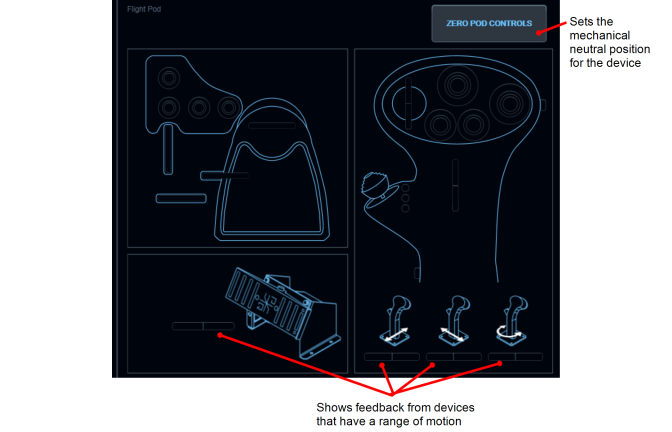 Flight Pod
ZERO POD CONTROLS
Sets the
mechanical
neutral position
for the device
Shows feedback from devices
that have a range of motion